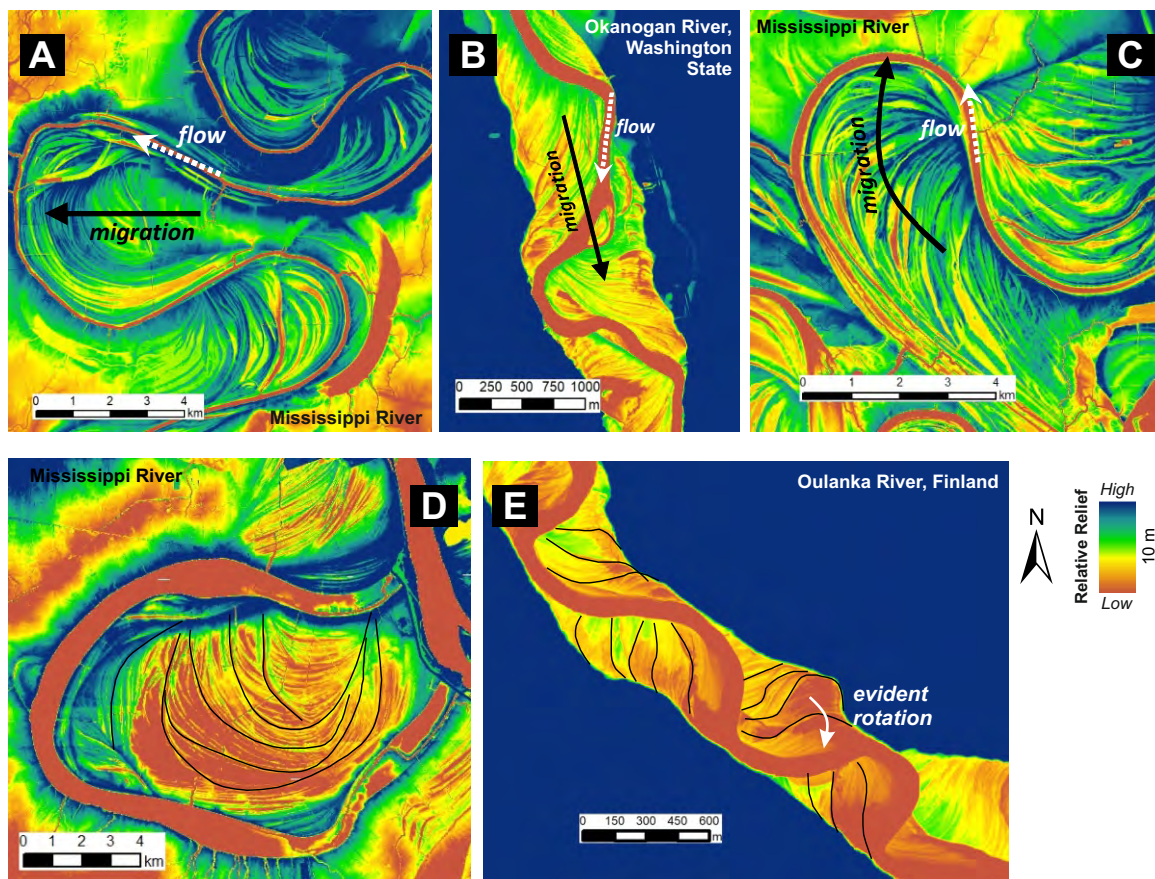 A
flow
migration
0 1 2 3 4
km
Mississippi River
B
Okanogan River,
Washington
State
flow
migration
0 250 500 750 1000
m
Mississippi River
C
flow
migration
0 1 2 3 4
km
Mississippi River
D
0 1 2 3 4
km
E
Oulanka River, Finland
evident
rotation
0 150 300 450 600
m
N
Relative Relief
High
10 m
Low